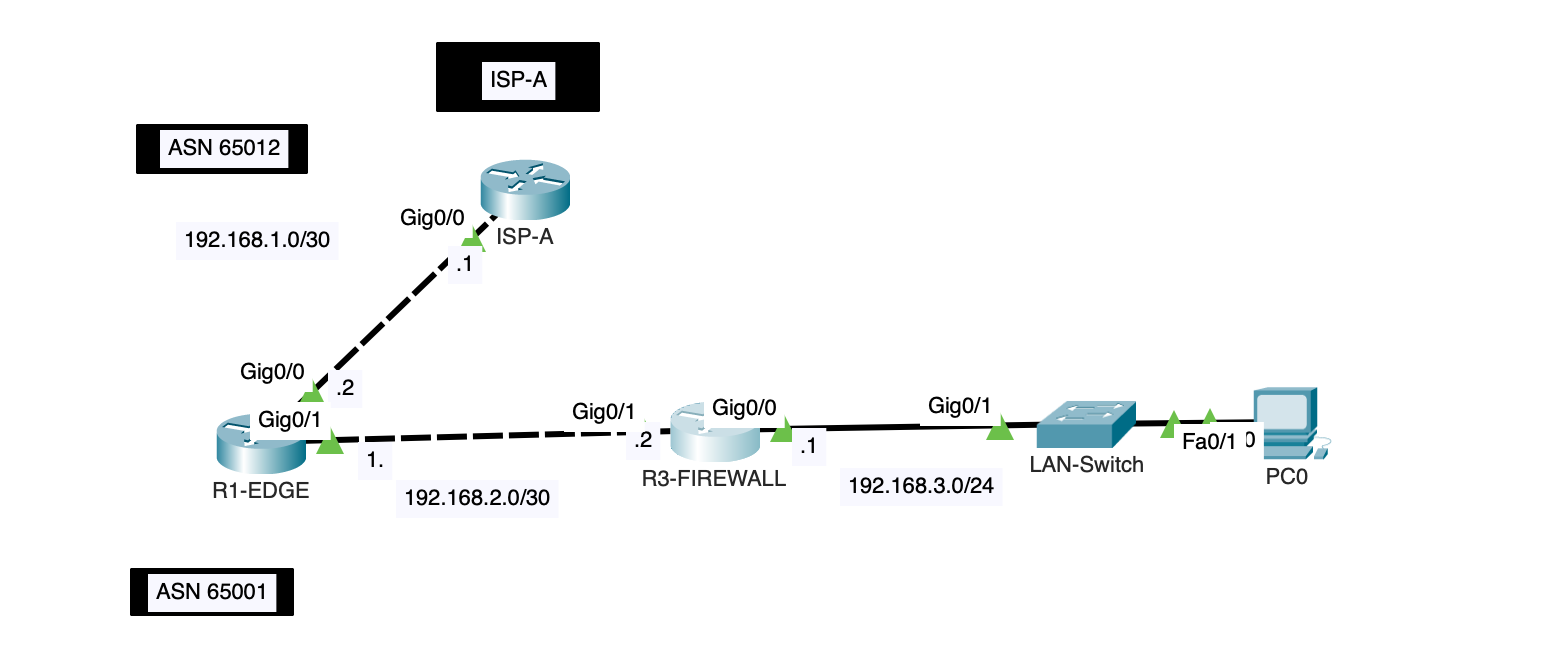 ISP-A
ASN 65012
Gig0/0
ISP-A
192.168.1.0/30
.1
Gig0/0
.2
Gig0/1
Gig0/1
Gig0/0
Gig0/1
1.
.2
.1
Fa0/1
0
R1-EDGE
R3-FIREWALL
LAN-Switch
PC0
192.168.2.0/30
192.168.3.0/24
ASN 65001